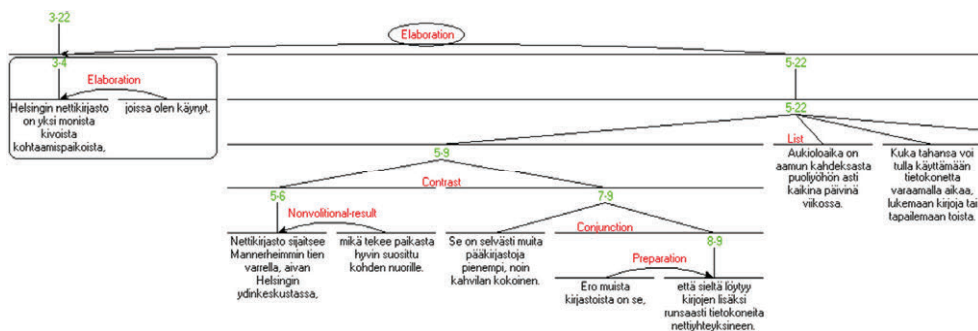 3-22
Elaboration
3-4
5-22
Elaboration
Helsingin nettikirjasto
on yksi monista
kivoista
kohtaamispaikoista,
joissa olen käynyt.
5-22
List
5-9
Aukioloaika on
aamun kahdeksasta
puoliyöhön asti
kaikina päivinä
viikossa.
Kuka tahansa voi
tulla käyttämään
tietokonetta
varaamalla aikaa,
lukemaan kirjoja tai
tapailemaan toista.
Contrast
5-6
7-9
Nonvolitional-result
Conjunction
Nettikirjasto sijaitsee
Mannerheimmin tien
varrella, aivan
Helsingin
ydinkeskustassa,
mikä tekee paikasta
hyvin suosittu
kohden nuorille.
Se on selvästi muita
pääkirjastoja
pienempi, noin
kahvilan kokoinen.
8-9
Preparation
Ero muista
kirjastoista on se,
että sieltä löytyy
kirjojen lisäksi
runsaasti tietokoneita
nettiyhteyksineen.